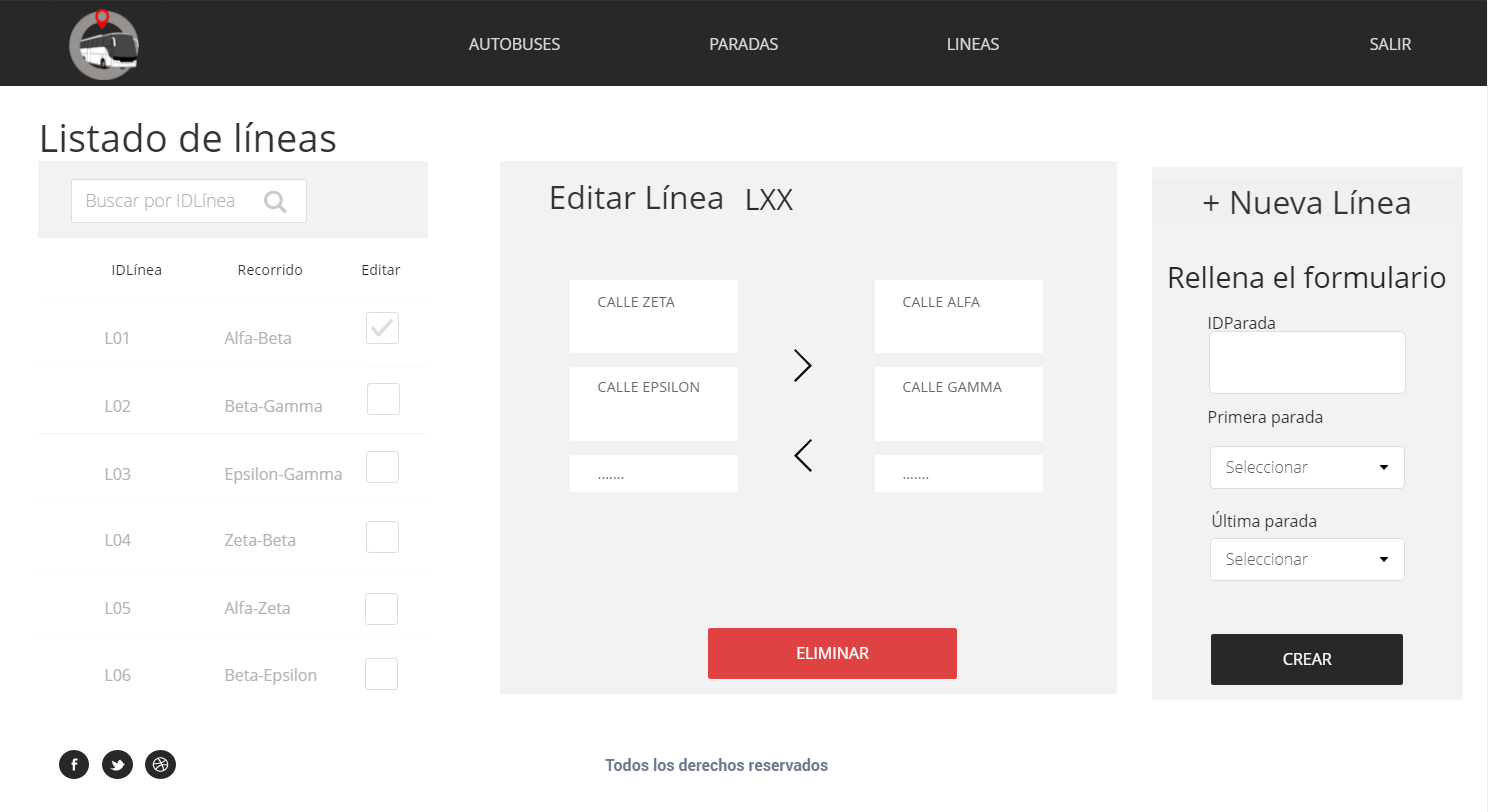 AUTOBUSES PARADAS LINEAS SALIR
Listado de líneas
Buscar por IDLínea
IDLínea Recorrido Editar
L01 Alfa-Beta
L02 Beta-Gamma
L03 Epsilon-Gamma
L04 Zeta-Beta
L05 Alfa-Zeta
L06 Beta-Epsilon
Editar Línea LXX
CALLE ZETA CALLE ALFA
CALLE EPSILON CALLE GAMMA
....... .......
ELIMINAR
+ Nueva Línea
Rellena el formulario
IDParada
Primera parada
Seleccionar
Última parada
Seleccionar
CREAR
Todos los derechos reservados